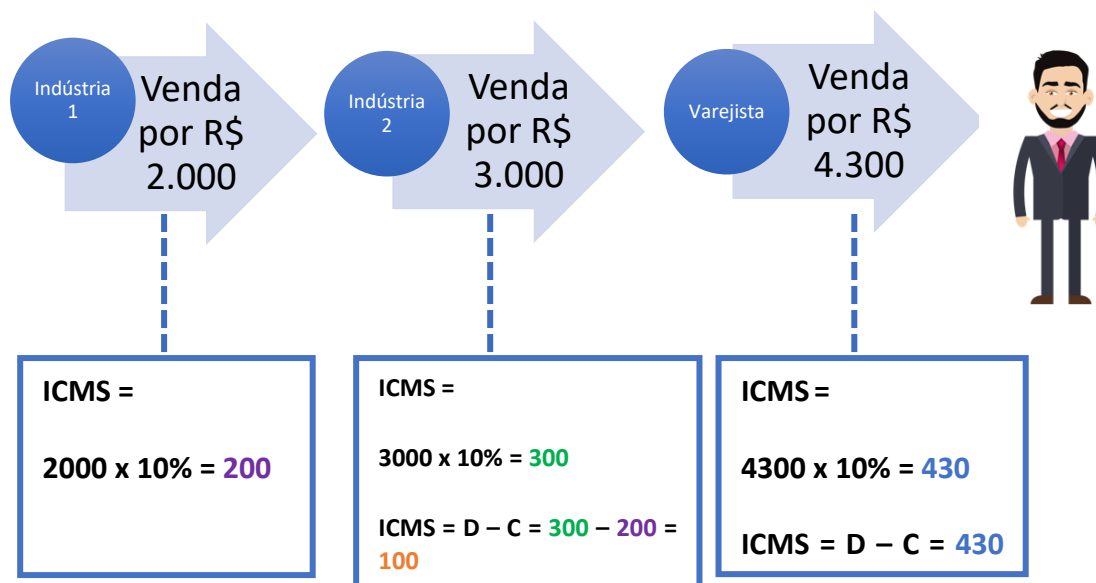 Indústria
1
Venda
por R$
2.000
Indústria
2
Venda
por R$
3.000
Varejista
Venda
por R$
4.300
ICMS =
2000 x 10% = 200
ICMS =
3000 x 10% = 300
ICMS = D – C = 300 – 200 =
100
ICMS =
4300 x 10% = 430
ICMS = D – C = 430